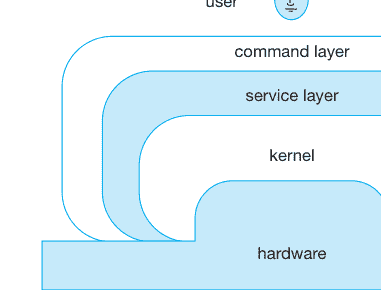 user
command layer
service layer
kernel
hardware